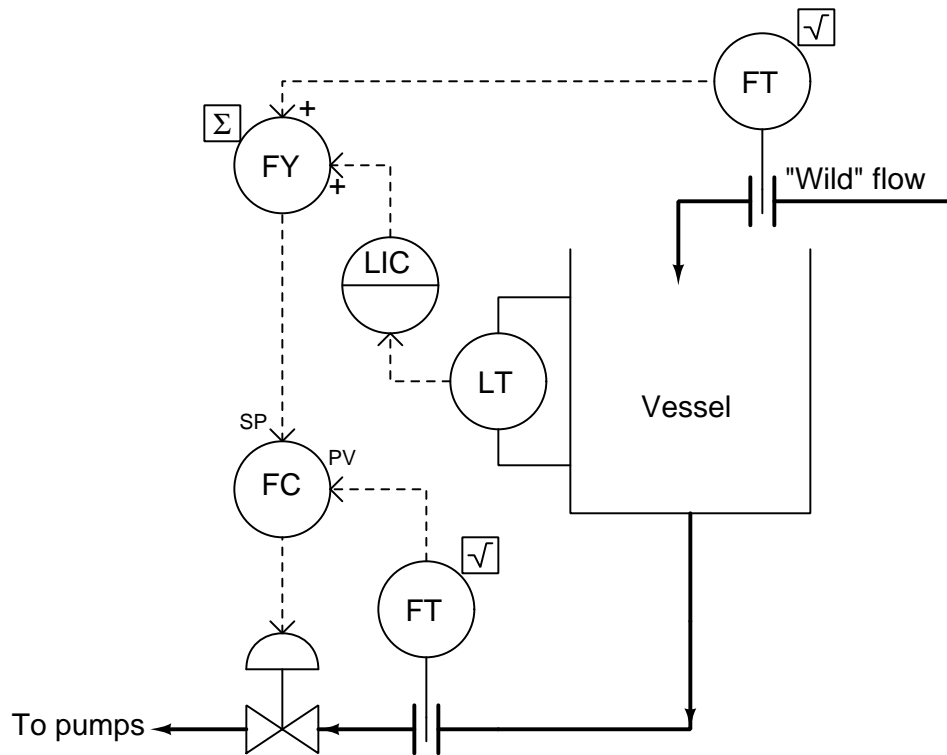 √
FT
+
Σ
FY
+
"Wild" flow
LIC
LT
Vessel
SP
PV
FC
√
FT
To pumps